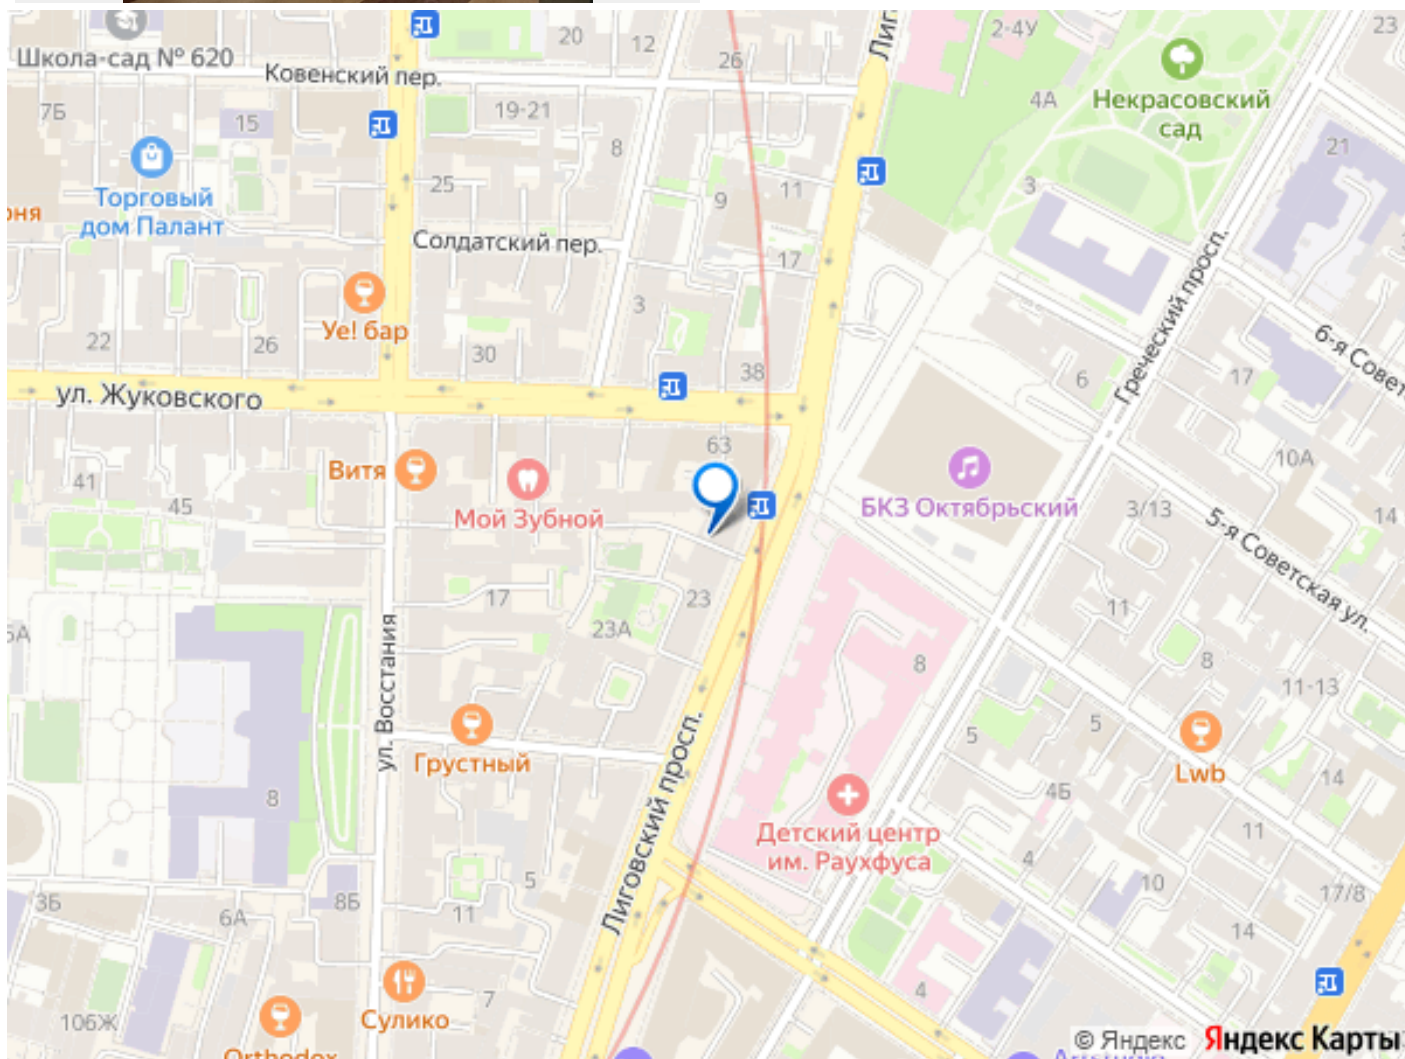 20
12
26
2-4У
23
Школа-сад № 620
Ковенский пер.
4А
Некрасовский
сад
7Б
15
19-21
8
21
Торговый
дом Палант
25
9
11
3
Солдатский пер.
17
3
Уе! бар
22
26
30
38
6
17
Греческий просп.
ул. Жуковского
63
Витя
41
45
Мой Зубной
БКЗ Октябрьский
10А
3/13
14
5-я Советская ул.
17
23
23А
11
8
8
11-13
ул. Восстания
Лиговский просп.
Грустный
5
5
Lwb
14
8
4Б
Детский центр
им. Раухфуса
11
4
10
17/8
3Б
6А
8Б
11
5
14
4
7
106Ж
Сулико
Orthodox
© Яндекс Яндекс Карты